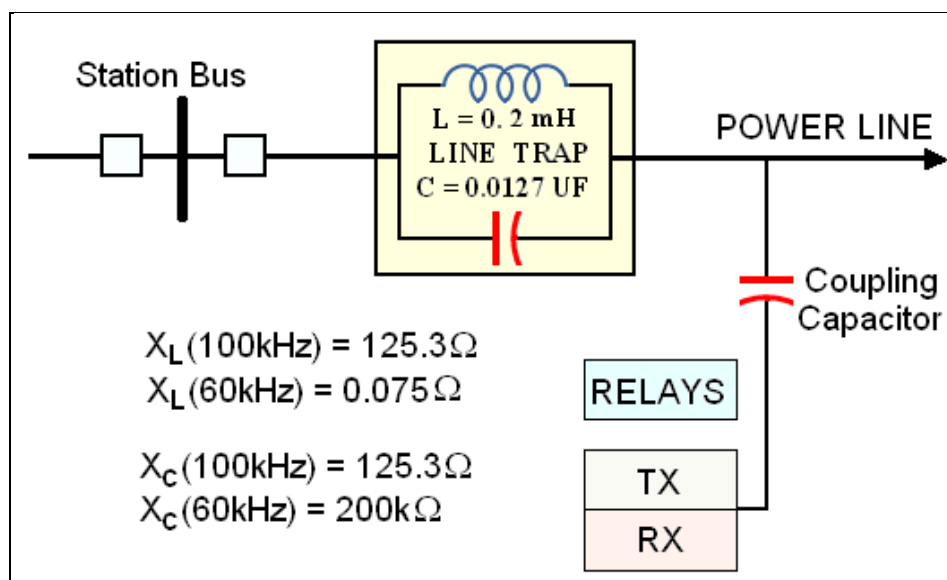 Station Bus
L = 0. 2 mH
LINE TRAP
C = 0.0127 UF
POWER LINE
Coupling
Capacitor
XL(100kHz) = 125.3Ω
XL(60kHz) = 0.075Ω
XC(100kHz) = 125.3Ω
XC(60kHz) = 200kΩ
RELAYS
TX
RX